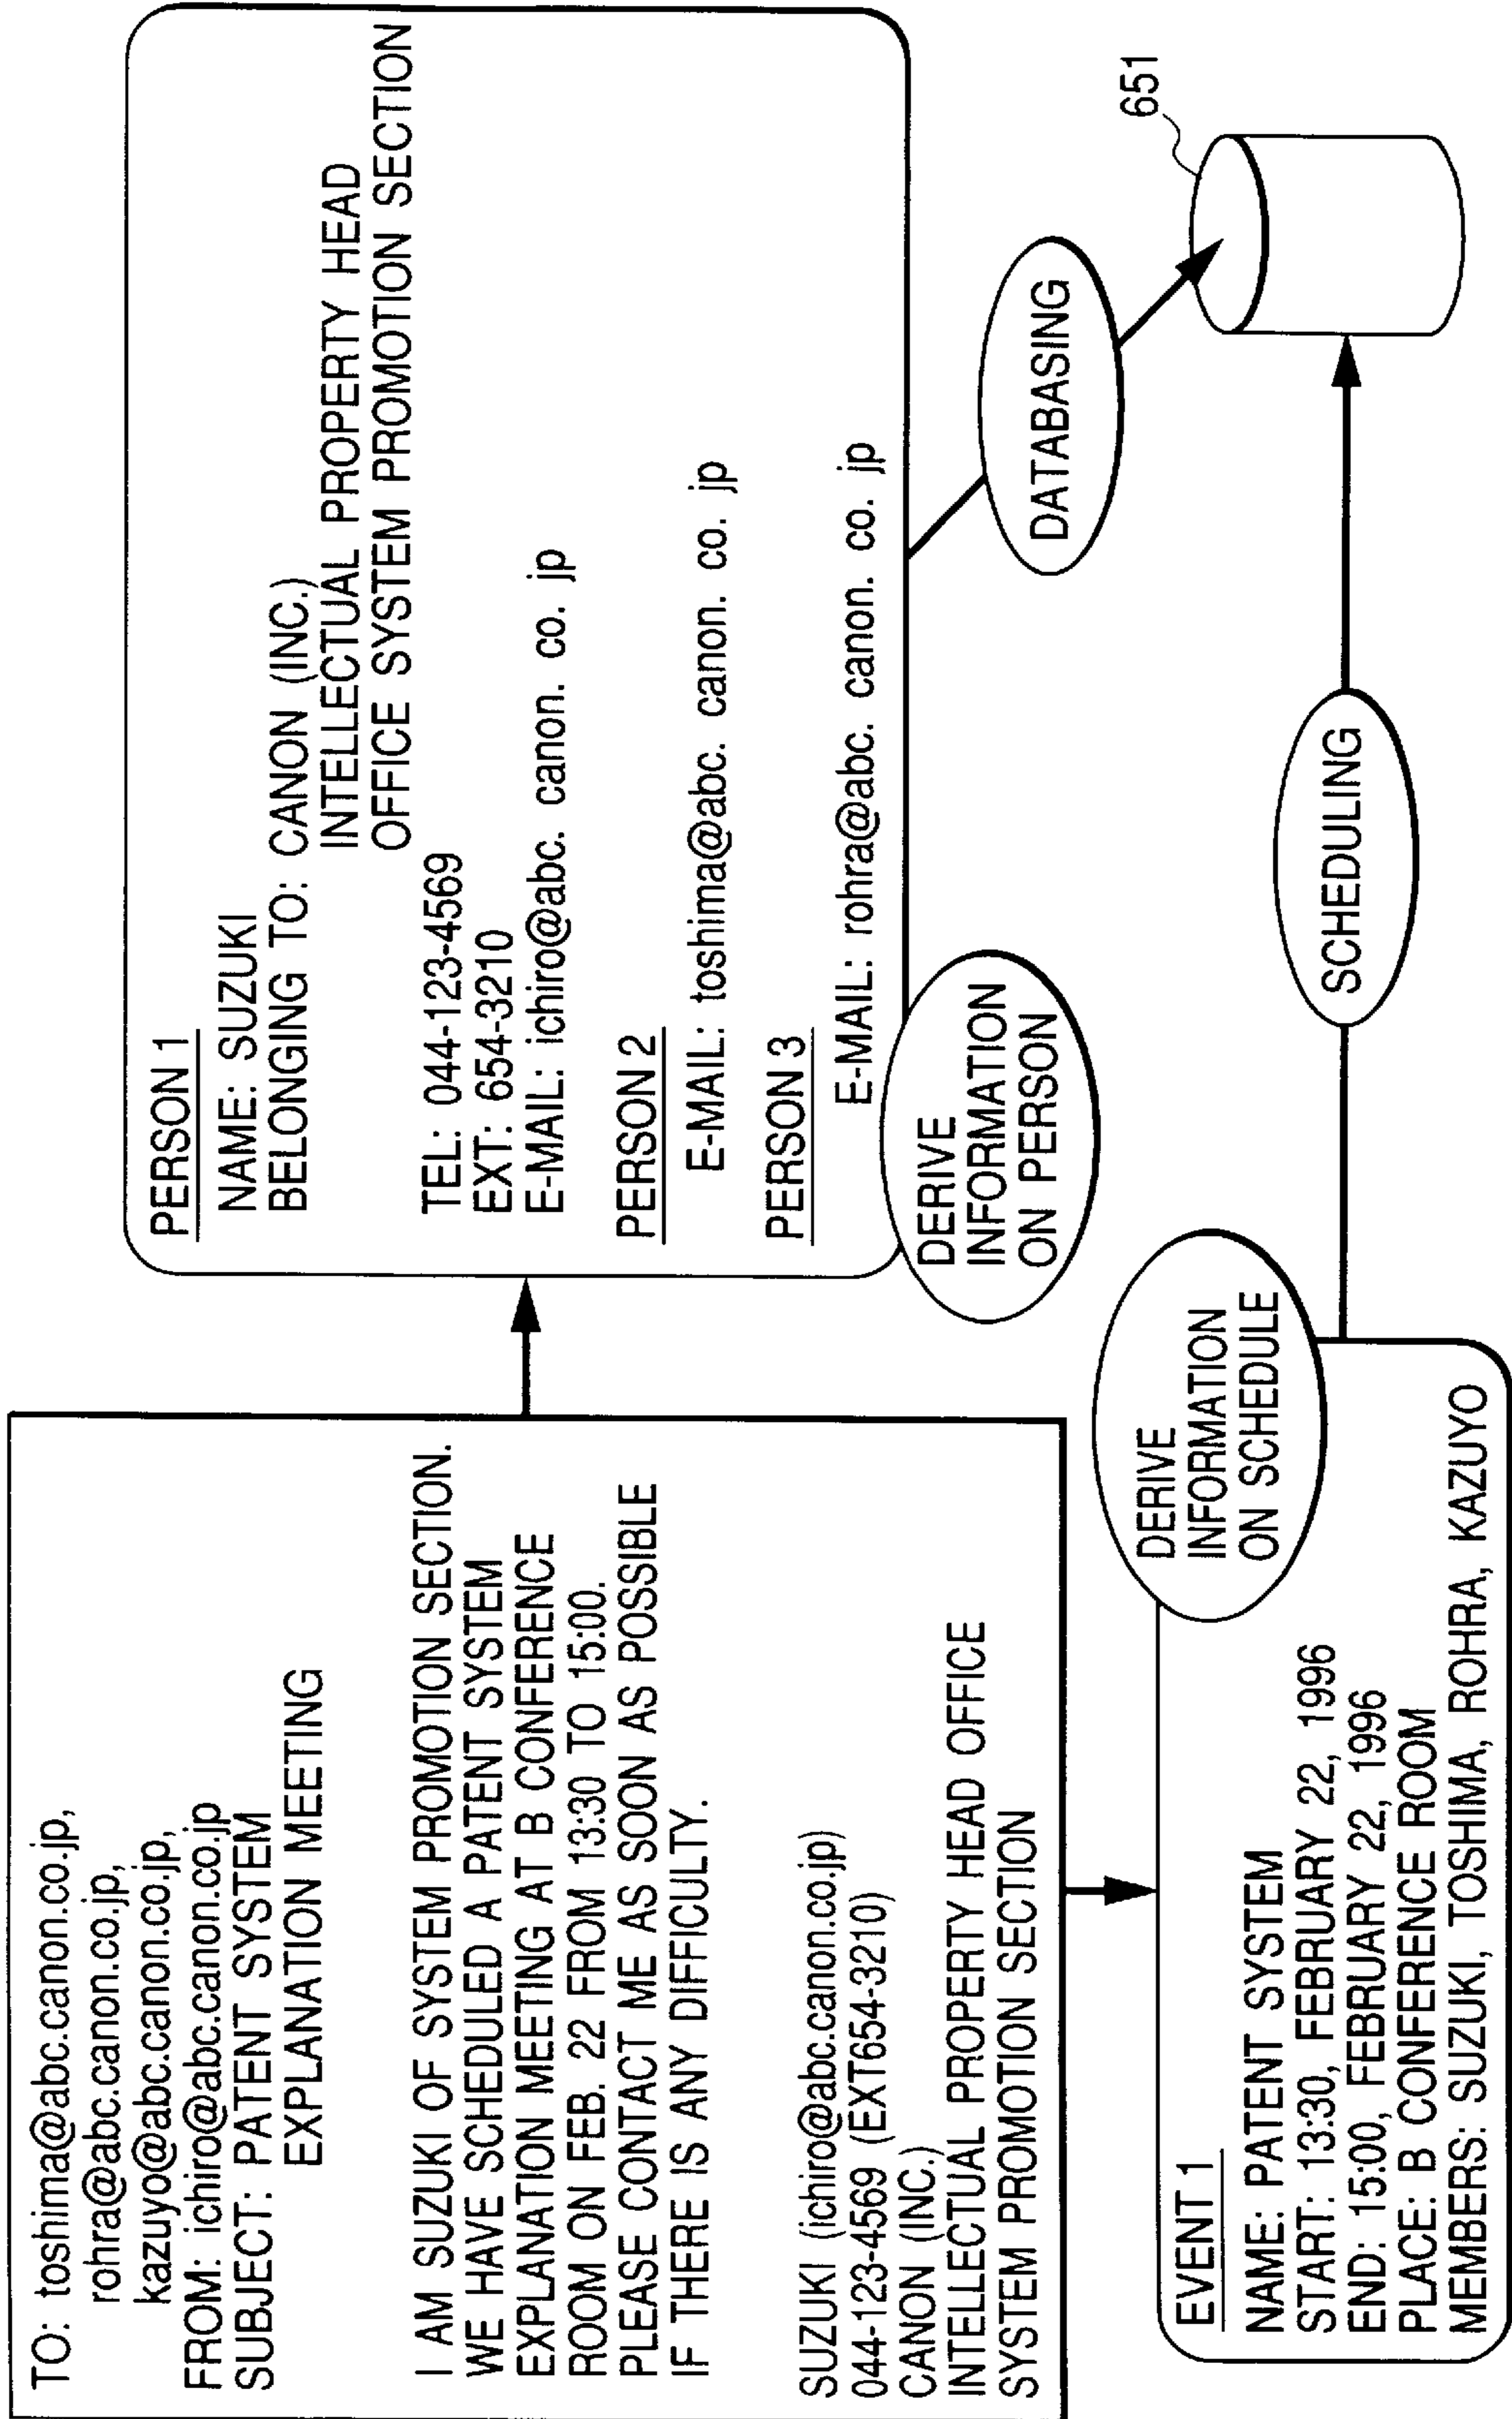 TO: toshima@abc.canon.co.jp,
rohra@abc.canon.co.jp,
kazuyo@abc.canon.co.jp,
FROM: ichiro@abc.canon.co.jp
SUBJECT: PATENT SYSTEM
EXPLANATION MEETING
I AM SUZUKI OF SYSTEM PROMOTION SECTION.
WE HAVE SCHEDULED A PATENT SYSTEM
EXPLANATION MEETING AT B CONFERENCE
ROOM ON FEB. 22 FROM 13:30 TO 15:00.
PLEASE CONTACT ME AS SOON AS POSSIBLE
IF THERE IS ANY DIFFICULTY.
SUZUKI (ichiro@abc.canon.co.jp)
044-123-4569 (EXT654-3210)
CANON (INC.)
INTELLECTUAL PROPERTY HEAD OFFICE
SYSTEM PROMOTION SECTION
PERSON 1
NAME: SUZUKI
BELONGING TO: CANON (INC.)
INTELLECTUAL PROPERTY HEAD
OFFICE SYSTEM PROMOTION SECTION
TEL: 044-123-4569
EXT: 654-3210
E-MAIL: ichiro@abc. canon. co. jp
PERSON 2
E-MAIL: toshima@abc. canon. co. jp
PERSON 3
E-MAIL: rohra@abc. canon. co. jp
DERIVE
INFORMATION
ON PERSON
DATABASING
651
EVENT 1
NAME: PATENT SYSTEM
START: 13:30, FEBRUARY 22, 1996
END: 15:00, FEBRUARY 22, 1996
PLACE: B CONFERENCE ROOM
MEMBERS: SUZUKI, TOSHIMA, ROHRA, KAZUYO
DERIVE
INFORMATION
ON SCHEDULE
SCHEDULING